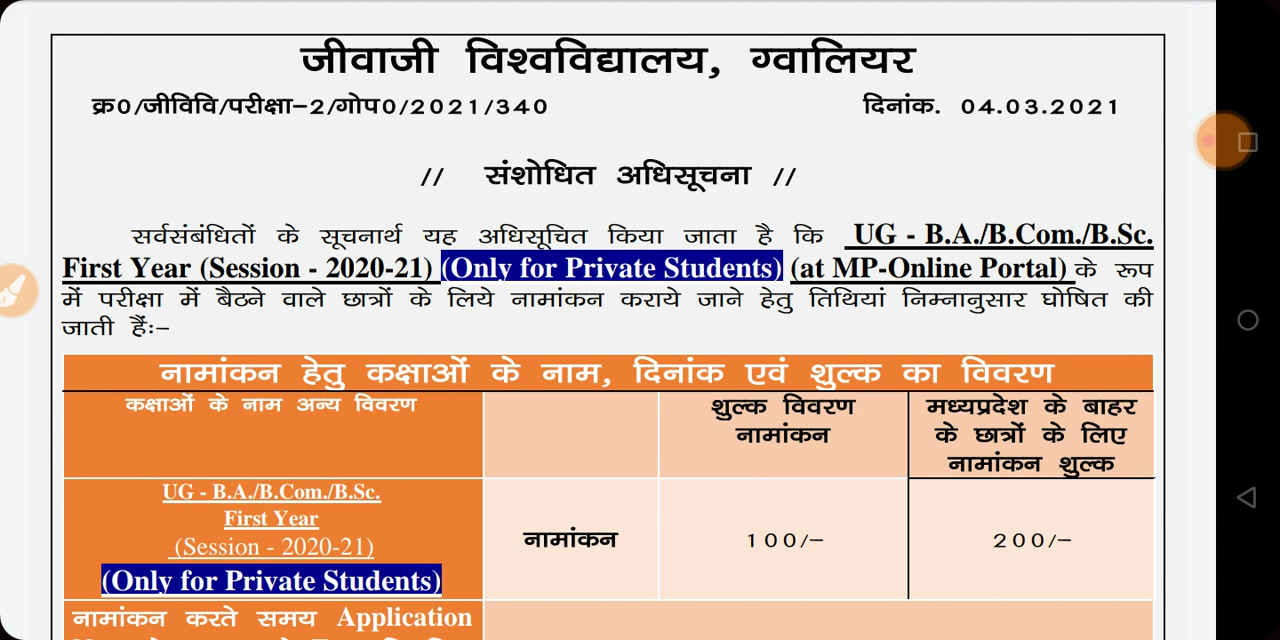 जीवाजी विश्वविद्यालय, ग्वालियर
क्र0/जीविवि/परीक्षा–2/गोप0/2021/340 दिनांक. 04.03.2021
// संशोधित अधिसूचना //
सर्वसंबंधितों के सूचनार्थ यह अधिसूचित किया जाता है कि UG - B.A./B.Com./B.Sc.
First Year (Session - 2020-21) (Only for Private Students) (at MP-Online Portal) के रूप
में परीक्षा में बैठने वाले छात्रों के लिये नामांकन कराये जाने हेतु तिथियां निम्नानुसार घोषित की
जाती हैं:–
नामांकन हेतु कक्षाओं के नाम, दिनांक एवं शुल्क का विवरण
कक्षाओं के नाम अन्य विवरण
शुल्क विवरण
नामांकन
मध्यप्रदेश के बाहर
के छात्रों के लिए
नामांकन शुल्क
UG - B.A./B.Com./B.Sc.
First Year
(Session - 2020-21)
(Only for Private Students)
नामांकन
100/–
200/–
नामांकन करते समय Application